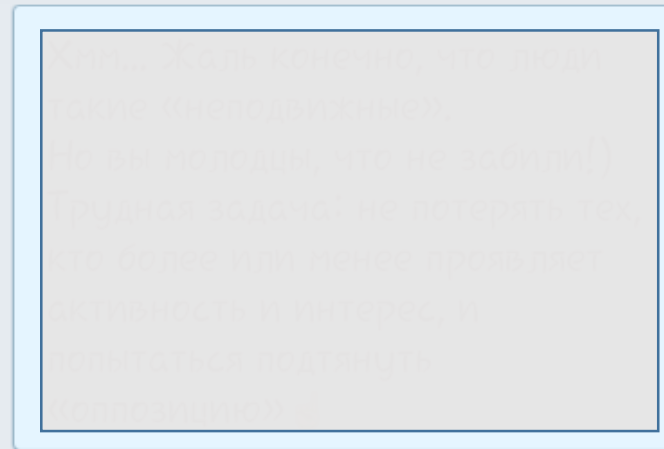 Хмм... Жаль конечно, что люди
такие «неподвижные».
Но вы молодцы, что не забили!)
Трудная задача: не потерять тех,
кто более или менее проявляет
активность и интерес, и
попытаться подтянуть
«оппозицию»